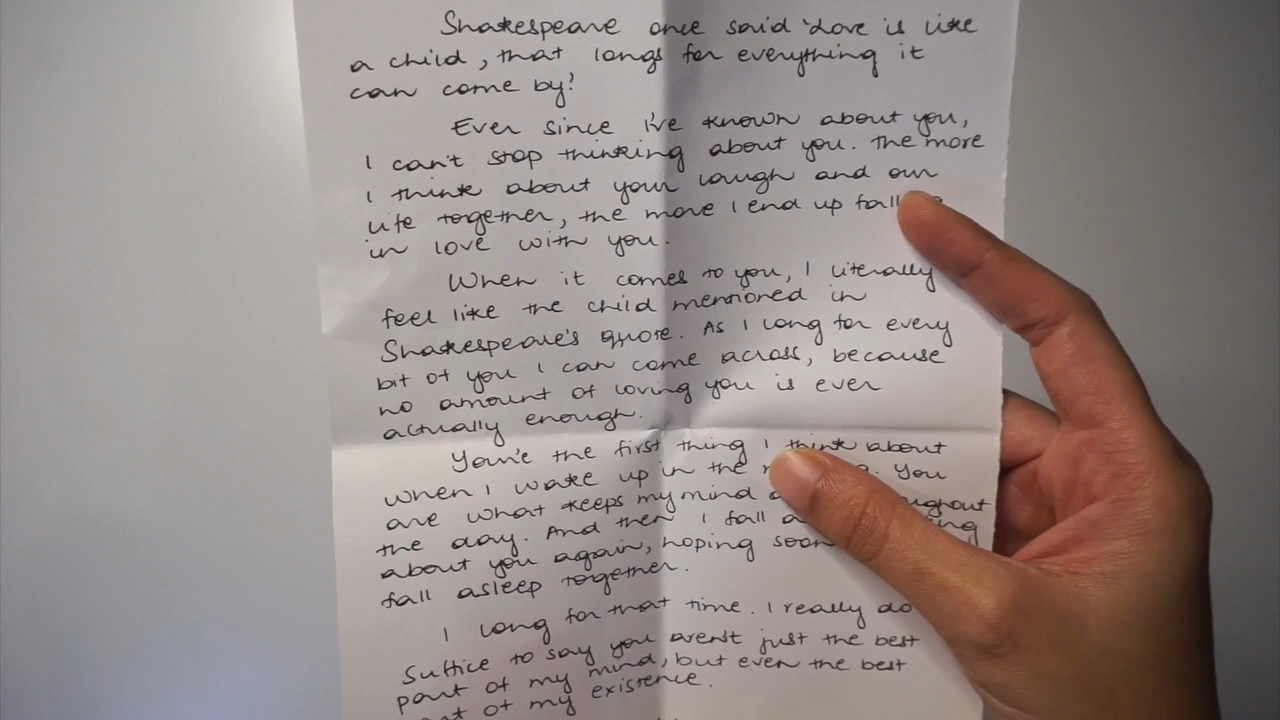 Shakespeare once said 'Love is like
a child, that longs for everything it
can come by'.
Ever since I've known about you,
I can't stop thinking about you. The more
I think about your laugh and our
life together, the more I end up
in love with you.
When it comes to you, I literally
feel like the child mentioned in
Shakespeare's quote. As I long for every
bit of you I can come across, because
no amount of loving you is ever
actually enough.
You're the first thing I think about
when I wake up in the You
are what keeps my mind
the day. And then I fall
about you again, hoping soon
fall asleep together.
I long for that time. I really do
Suffice to say you aren't just the best
part of my mind, but even the best
of my existence.